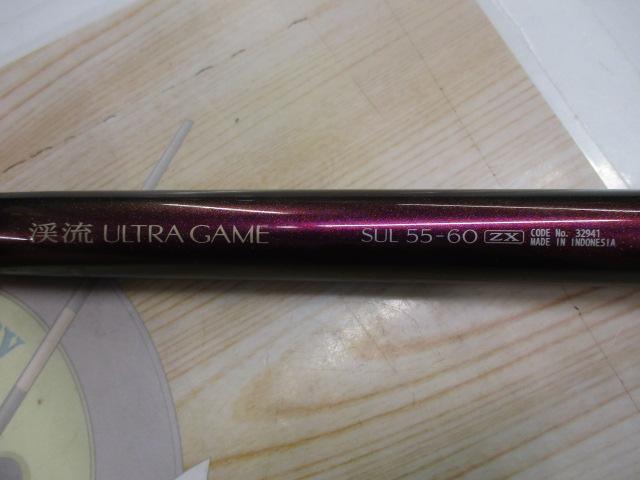 渓流 ULTRA GAME SUL 55-60 ZX CODE No. 32941
MADE IN INDONESIA